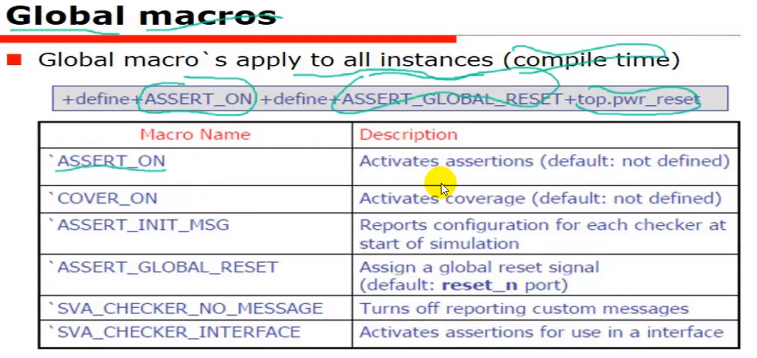 Global macros
Global macro`s apply to all instances (compile time)
+define+ASSERT_ON +define+ASSERT_GLOBAL_RESET+top.pwr_reset
Macro Name Description
`ASSERT_ON Activates assertions (default: not defined)
`COVER_ON Activates coverage (default: not defined)
`ASSERT_INIT_MSG Reports configuration for each checker at
start of simulation
`ASSERT_GLOBAL_RESET Assign a global reset signal
(default: reset_n port)
`SVA_CHECKER_NO_MESSAGE Turns off reporting custom messages
`SVA_CHECKER_INTERFACE Activates assertions for use in a interface